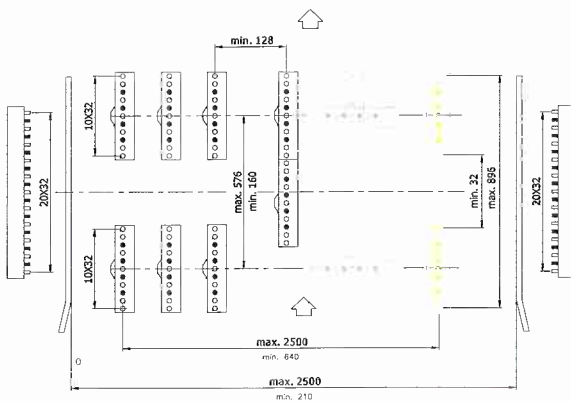 min. 128
10X32
20X32
max. 576
min. 160
min. 32
max. 896
20X32
10X32
max. 2500
min. 640
max. 2500
min. 210